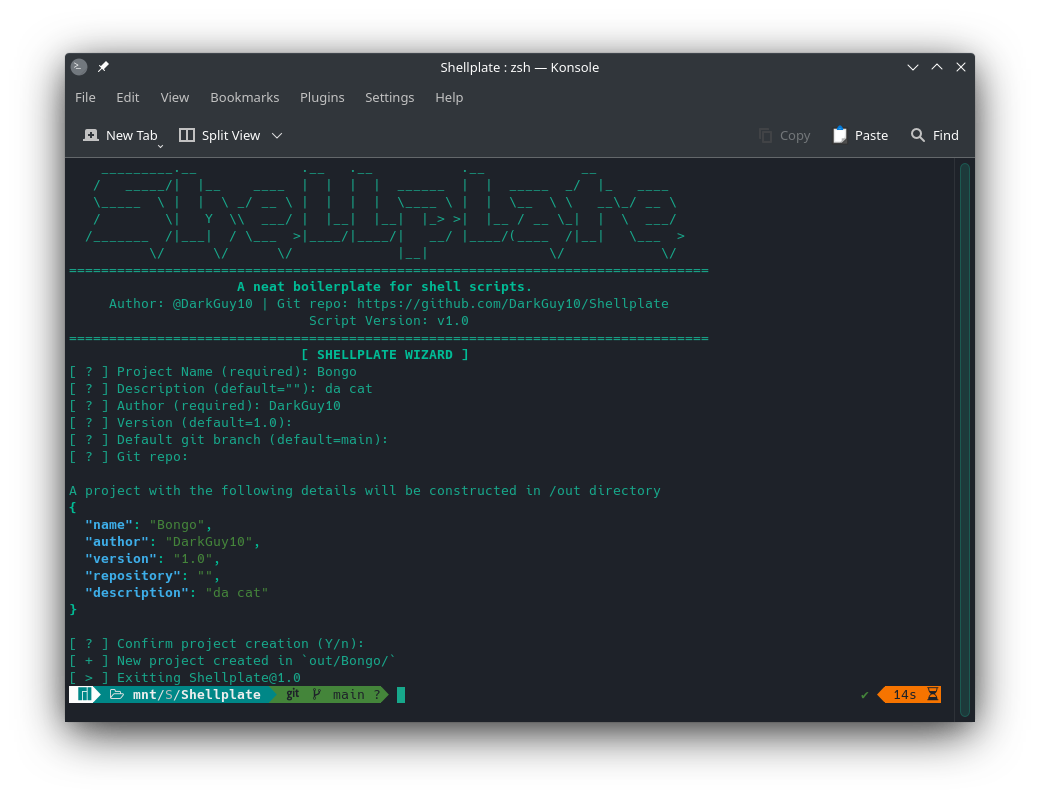 Shellplate : zsh — Konsole
File Edit View Bookmarks Plugins Settings Help
New Tab Split View Copy Paste Find
Shellplate
================================================================================
A neat boilerplate for shell scripts.
Author: @DarkGuy10 | Git repo: https://github.com/DarkGuy10/Shellplate
Script Version: v1.0
================================================================================
[ SHELLPLATE WIZARD ]
[ ? ] Project Name (required): Bongo
[ ? ] Description (default=""): da cat
[ ? ] Author (required): DarkGuy10
[ ? ] Version (default=1.0):
[ ? ] Default git branch (default=main):
[ ? ] Git repo:
A project with the following details will be constructed in /out directory
{
"name": "Bongo",
"author": "DarkGuy10",
"version": "1.0",
"repository": "",
"description": "da cat"
}
[ ? ] Confirm project creation (Y/n):
[ + ] New project created in `out/Bongo/`
[ > ] Exitting Shellplate@1.0
mnt/S/Shellplate git main ? ✔ 14s